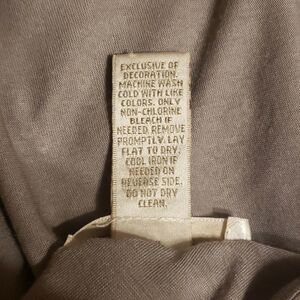 EXCLUSIVE OF
DECORATION.
MACHINE WASH
COLD WITH LIKE
COLORS. ONLY
NON-CHLORINE
BLEACH IF
NEEDED. REMOVE
PROMPTLY. LAY
FLAT TO DRY.
COOL IRON IF
NEEDED ON
REVERSE SIDE.
DO NOT DRY
CLEAN.